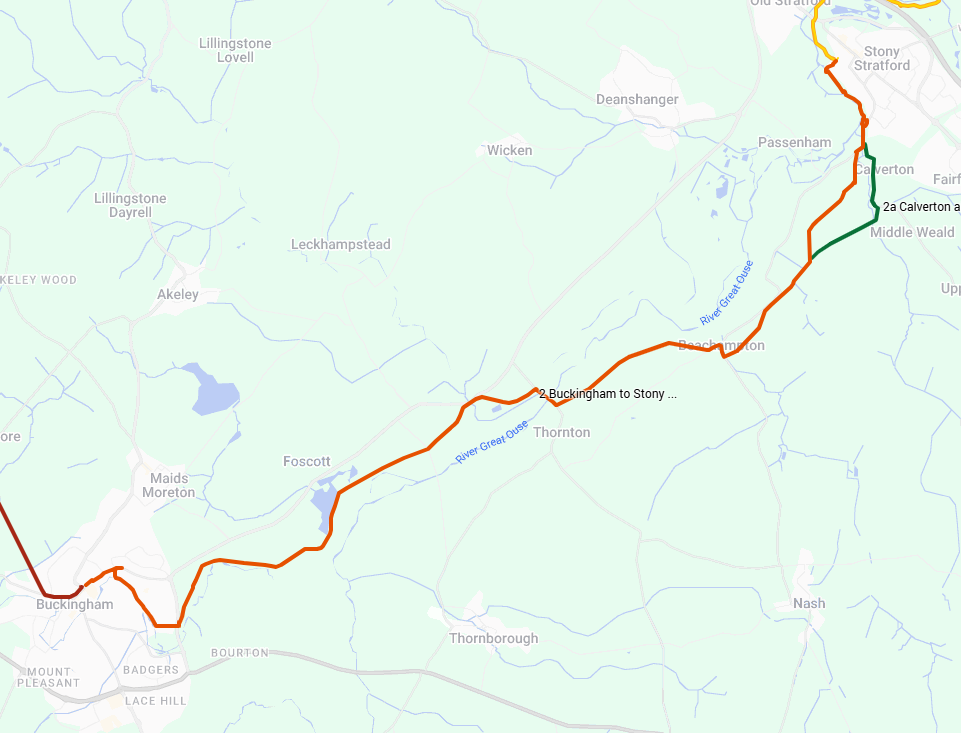 Old Stratford
Lillingstone
Lovell
Stony
Stratford
Deanshanger
Passenham
Wicken
Calverton
Fairf
Lillingstone
Dayrell
2a Calverton a
Middle Weald
Leckhampstead
KELEY WOOD
Akeley
River Great Ouse
Upp
Beachampton
2 Buckingham to Stony ...
River Great Ouse
Thornton
ore
Foscott
Maids
Moreton
Buckingham
Nash
Thornborough
BOURTON
MOUNT
PLEASANT
BADGERS
LACE HILL